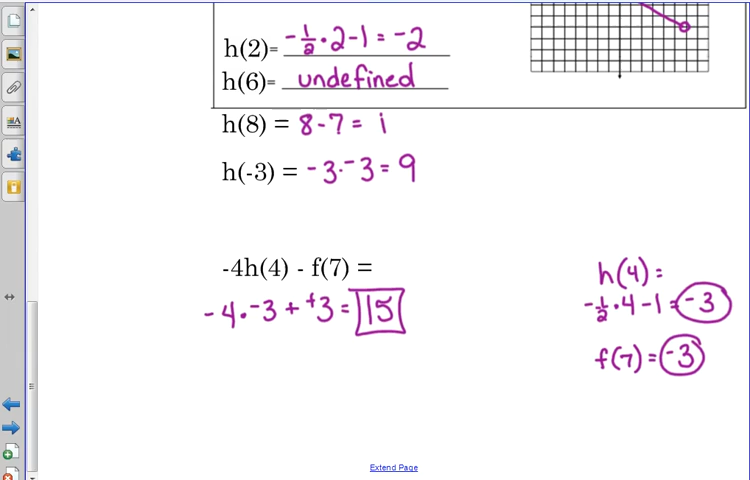 h(2)= -1/2 • 2 - 1 = -2
h(6)= undefined
h(8) = 8 - 7 = 1
h(-3) = -3 · -3 = 9
-4h(4) - f(7) =
-4 • -3 + +3 = 15
h(4) =
-1/2 • 4 - 1 = -3
f(7) = -3
Extend Page